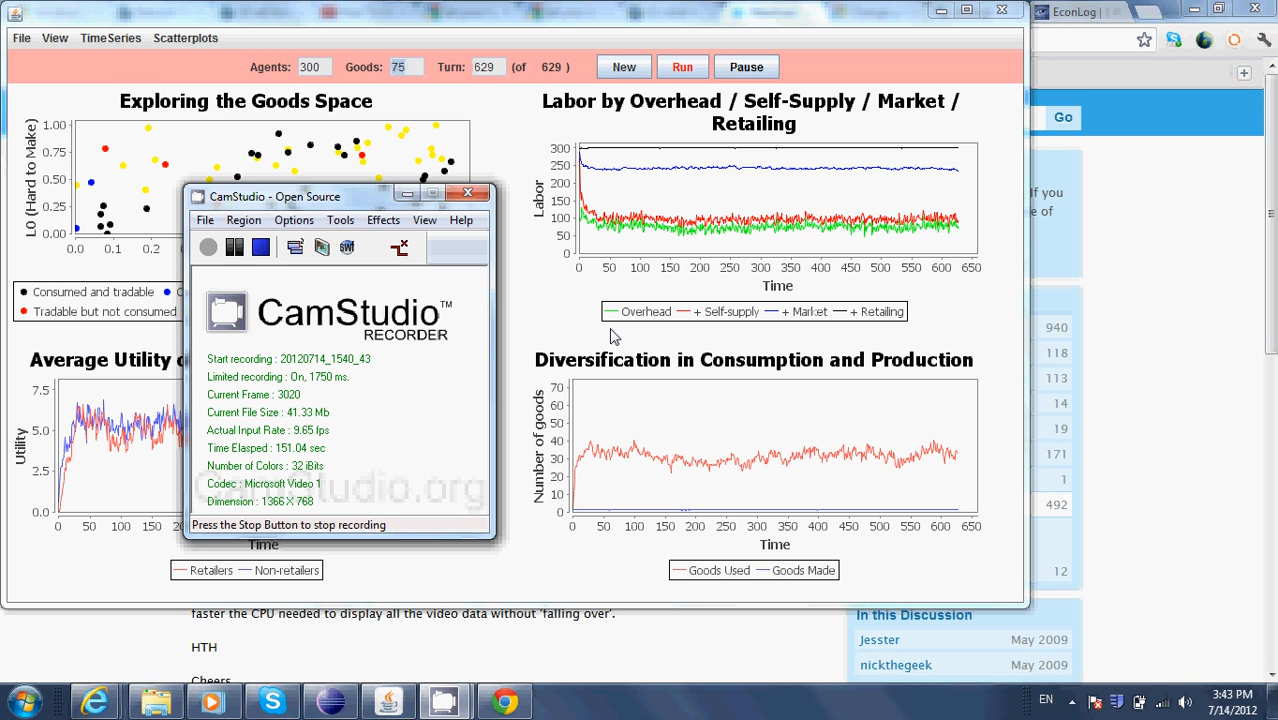 EconLog |
File View TimeSeries Scatterplots
Agents: 300 Goods: 75 Turn: 629 (of 629 ) New Run Pause
Go
Exploring the Goods Space
L0 (Hard to Make)
1.00
0.75
0.50
0.25
0.00
0.0 0.1 0.2
Consumed and tradable
Tradable but not consumed
Labor by Overhead / Self-Supply / Market /
Retailing
Labor
300
250
200
150
100
50
0
0 50 100 150 200 250 300 350 400 450 500 550 600 650
Time
Overhead + Self-supply + Market + Retailing
Average Utility o
Utility
7.5
5.0
2.5
0.0
0 50 100 150
Time
Retailers Non-retailers
Diversification in Consumption and Production
Number of goods
70
60
50
40
30
20
10
0
0 50 100 150 200 250 300 350 400 450 500 550 600 650
Time
Goods Used Goods Made
CamStudio - Open Source
File Region Options Tools Effects View Help
CamStudio™
RECORDER
Start recording : 20120714_1540_43
Limited recording : On, 1750 ms.
Current Frame : 3020
Current File Size : 41.33 Mb
Actual Input Rate : 9.65 fps
Time Elasped : 151.04 sec
Number of Colors : 32 iBits
Codec : Microsoft Video 1
Dimension : 1366 X 768
CamStudio.org
Press the Stop Button to stop recording
If you
e of
940
118
113
14
19
171
1
492
12
faster the CPU needed to display all the video data without 'falling over'.
HTH
Cheers
In this Discussion
Jesster May 2009
nickthegeek May 2009
EN
3:43 PM
7/14/2012